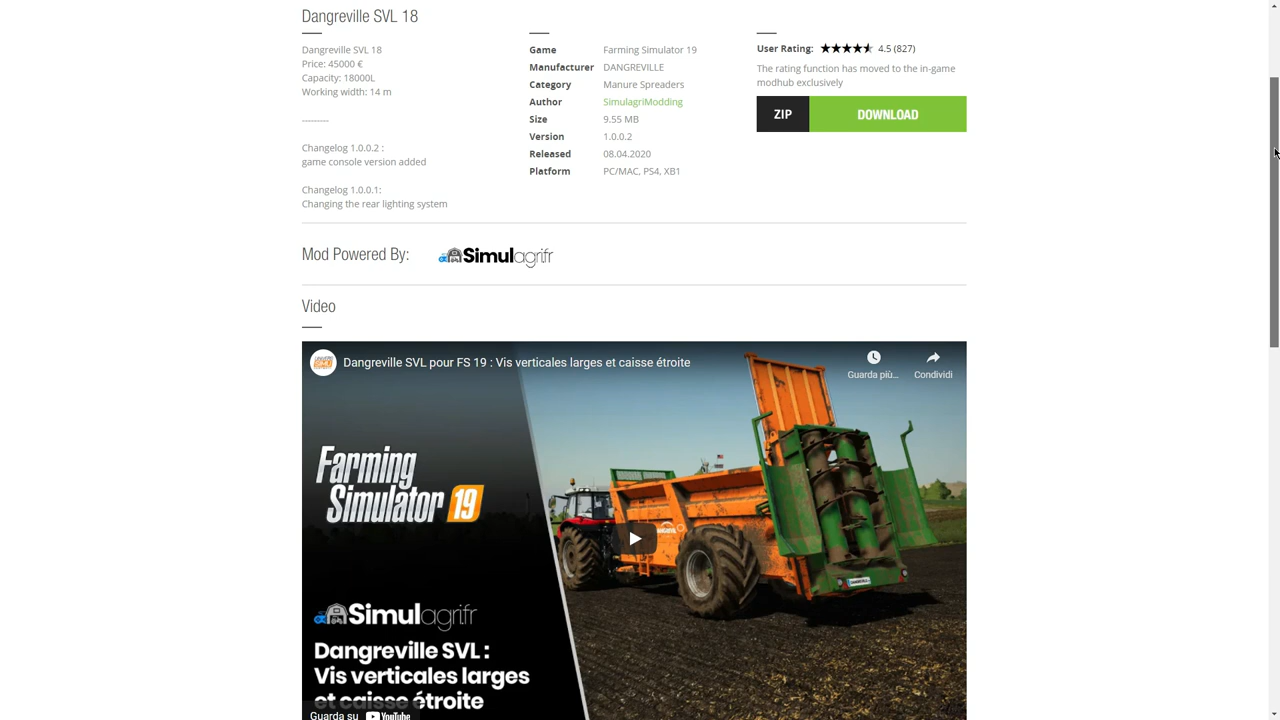 Dangreville SVL 18
Dangreville SVL 18
Price: 45000 €
Capacity: 18000L
Working width: 14 m
---------
Changelog 1.0.0.2 :
game console version added
Changelog 1.0.0.1:
Changing the rear lighting system
Game Farming Simulator 19
Manufacturer DANGREVILLE
Category Manure Spreaders
Author SimulagriModding
Size 9.55 MB
Version 1.0.0.2
Released 08.04.2020
Platform PC/MAC, PS4, XB1
User Rating: 4.5 (827)
The rating function has moved to the in-game
modhub exclusively
ZIP DOWNLOAD
Mod Powered By: Simulagrifr
Video
Dangreville SVL pour FS 19 : Vis verticales larges et caisse étroite
Guarda più...
Condividi
Farming
Simulator 19
Simulagrifr
Dangreville SVL :
Vis verticales larges
et caisse étroite
Guarda su YouTube